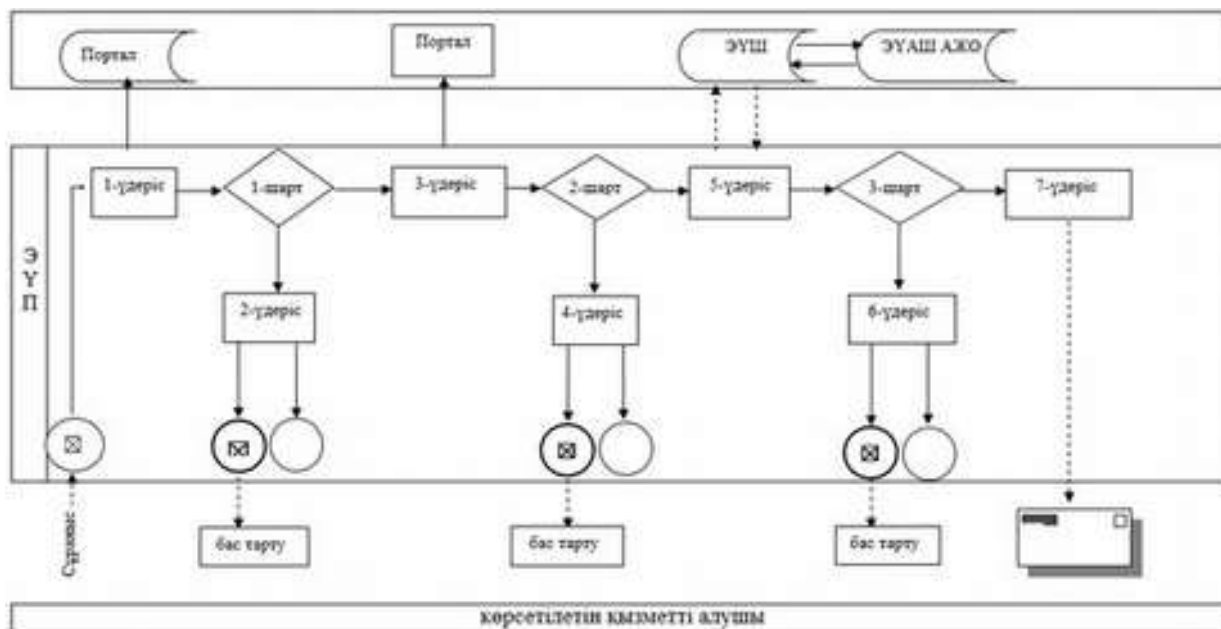 Портал
Портал
ЭҮШ
ЭҮАШ АЖО
1-үдеріс
1-шарт
3-үдеріс
2-шарт
5-үдеріс
3-шарт
7-үдеріс
ЭҮП
2-үдеріс
4-үдеріс
6-үдеріс
Сұраныс
бас тарту
бас тарту
бас тарту
көрсетілетін қызметті алушы